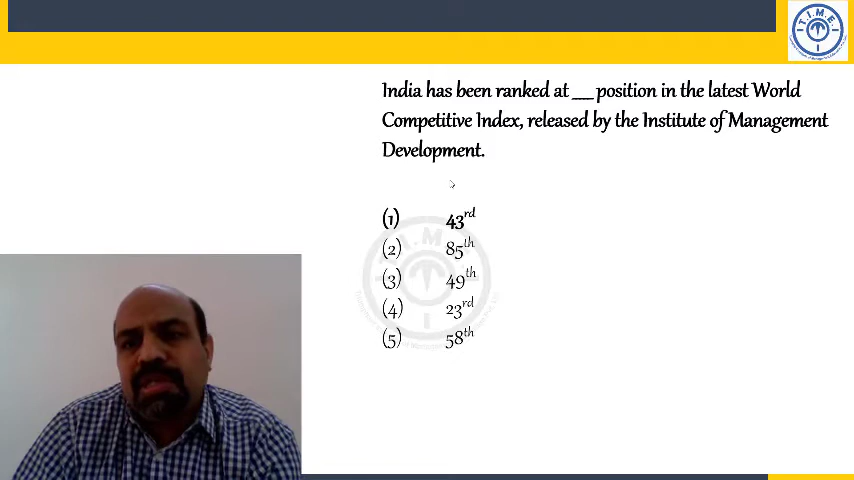 T.I.M.E.
India has been ranked at ___ position in the latest World
Competitive Index, released by the Institute of Management
Development.
(1) 43rd
(2) 85th
(3) 49th
(4) 23rd
(5) 58th